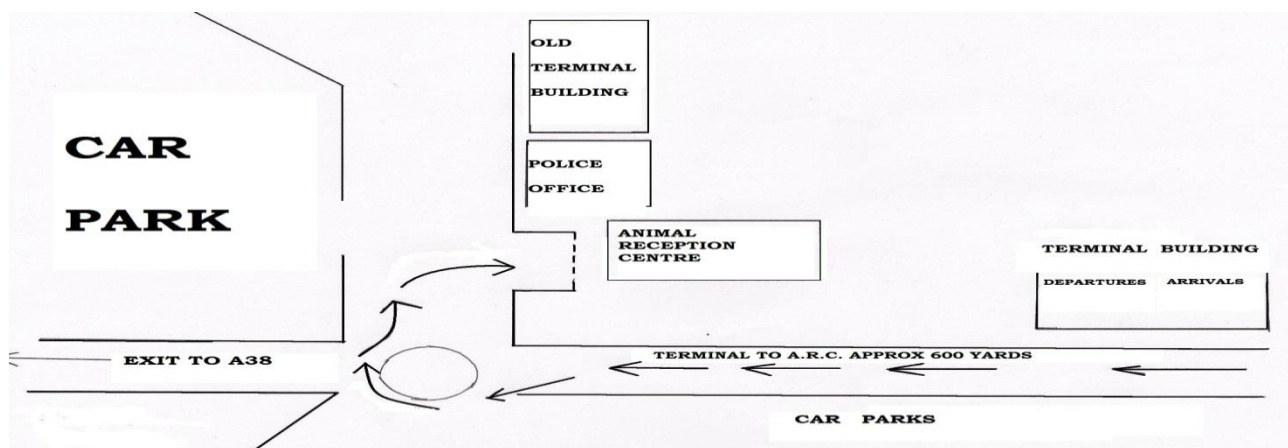 OLD
TERMINAL
BUILDING
CAR
PARK
POLICE
OFFICE
ANIMAL
RECEPTION
CENTRE
TERMINAL BUILDING
DEPARTURES ARRIVALS
EXIT TO A38
TERMINAL TO A.R.C. APPROX 600 YARDS
CAR PARKS